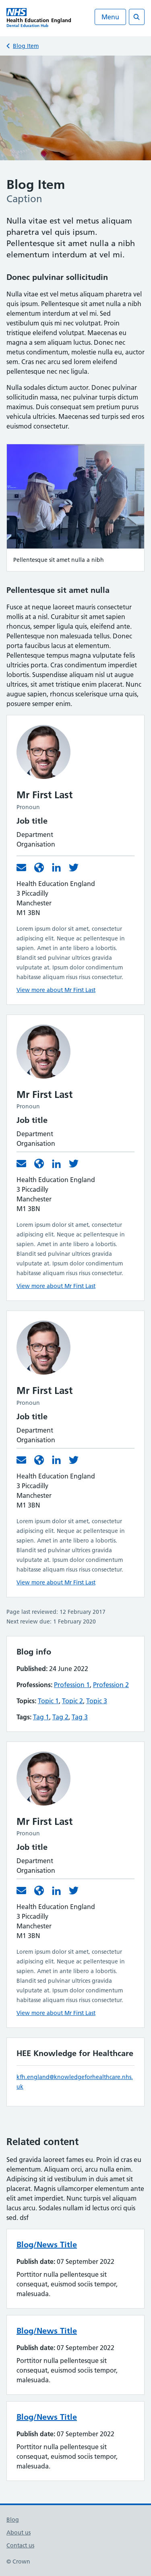 NHS
Health Education England
Dental Education Hub
Menu
Blog Item
Blog Item
Caption
Nulla vitae est vel metus aliquam
pharetra vel quis ipsum.
Pellentesque sit amet nulla a nibh
elementum interdum at vel mi.
Donec pulvinar sollicitudin
Nulla vitae est vel metus aliquam pharetra vel
quis ipsum. Pellentesque sit amet nulla a nibh
elementum interdum at vel mi. Vestibulum
sodales orci quis mi nec volutpat. Proin
tristique eleifend volutpat. Maecenas eu
magna a sem aliquam luctus. Donec nec
metus condimentum, molestie nulla eu, auctor
arcu. Cras nec arcu sed lorem eleifend
pellentesque nec nec ligula.
Nulla sodales dictum auctor. Donec pulvinar
sollicitudin massa, nec pulvinar turpis dictum
maximus. Duis consequat sem pretium purus
vehicula ultricies. Maecenas sed turpis sed eros
euismod consectetur.
Pellentesque sit amet nulla a nibh
Pellentesque sit amet nulla
Fusce at neque laoreet mauris consectetur
mollis at a nisl. Curabitur sit amet sapien
rhoncus, semper ligula quis, eleifend ante.
Pellentesque non malesuada tellus. Donec
porta faucibus lacus at elementum.
Pellentesque tempus magna vulputate felis
ultricies porta. Cras condimentum imperdiet
lobortis. Suspendisse aliquam nisl ut augue
ultrices, sit amet tristique enim placerat. Nunc
augue sapien, rhoncus scelerisque urna quis,
posuere semper enim.
Mr First Last
Pronoun
Job title
Department
Organisation
Health Education England
3 Piccadilly
Manchester
M1 3BN
Lorem ipsum dolor sit amet, consectetur
adipiscing elit. Neque ac pellentesque in
sapien. Amet in ante libero a lobortis.
Blandit sed pulvinar ultrices gravida
vulputate at. Ipsum dolor condimentum
habitasse aliquam risus risus consectetur.
View more about Mr First Last
Mr First Last
Pronoun
Job title
Department
Organisation
Health Education England
3 Piccadilly
Manchester
M1 3BN
Lorem ipsum dolor sit amet, consectetur
adipiscing elit. Neque ac pellentesque in
sapien. Amet in ante libero a lobortis.
Blandit sed pulvinar ultrices gravida
vulputate at. Ipsum dolor condimentum
habitasse aliquam risus risus consectetur.
View more about Mr First Last
Mr First Last
Pronoun
Job title
Department
Organisation
Health Education England
3 Piccadilly
Manchester
M1 3BN
Lorem ipsum dolor sit amet, consectetur
adipiscing elit. Neque ac pellentesque in
sapien. Amet in ante libero a lobortis.
Blandit sed pulvinar ultrices gravida
vulputate at. Ipsum dolor condimentum
habitasse aliquam risus risus consectetur.
View more about Mr First Last
Page last reviewed: 12 February 2017
Next review due: 1 February 2020
Blog info
Published: 24 June 2022
Professions: Profession 1, Profession 2
Topics: Topic 1, Topic 2, Topic 3
Tags: Tag 1, Tag 2, Tag 3
Mr First Last
Pronoun
Job title
Department
Organisation
Health Education England
3 Piccadilly
Manchester
M1 3BN
Lorem ipsum dolor sit amet, consectetur
adipiscing elit. Neque ac pellentesque in
sapien. Amet in ante libero a lobortis.
Blandit sed pulvinar ultrices gravida
vulputate at. Ipsum dolor condimentum
habitasse aliquam risus risus consectetur.
View more about Mr First Last
HEE Knowledge for Healthcare
kfh.england@knowledgeforhealthcare.nhs.
uk
Related content
Sed gravida laoreet fames eu. Proin id cras eu
elementum. Aliquam orci, arcu nulla enim.
Adipiscing sit id vestibulum in duis amet sit
magna. Ullamcorper elementum magnis ante
elit amet imperdiet. Nunc turpis vel aliquam
lacus arcu. Sodales mattis id orci congue quis
sed. dsf
Blog/News Title
Publish date: 07 September 2022
Porttitor nulla pellentesque sit
consequat, euismod sociis tempor,
malesuada.
Blog/News Title
Publish date: 07 September 2022
Porttitor nulla pellentesque sit
consequat, euismod sociis tempor,
malesuada.
Blog/News Title
Publish date: 07 September 2022
Porttitor nulla pellentesque sit
consequat, euismod sociis tempor,
malesuada.
Blog
About us
Contact us
© Crown